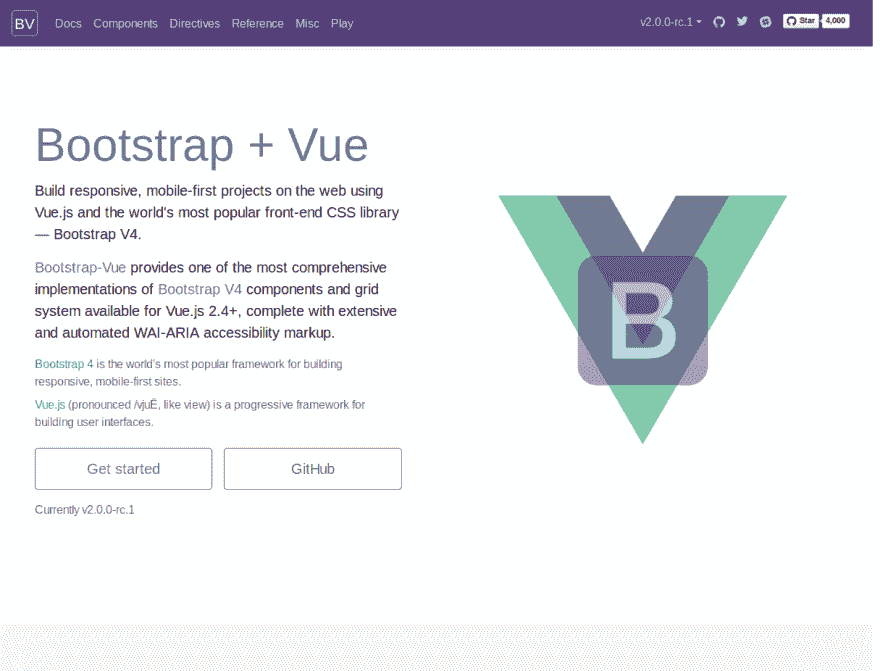 BV Docs Components Directives Reference Misc Play v2.0.0-rc.1 Star 4,000
Bootstrap + Vue
Build responsive, mobile-first projects on the web using
Vue.js and the world's most popular front-end CSS library
— Bootstrap V4.
Bootstrap-Vue provides one of the most comprehensive
implementations of Bootstrap V4 components and grid
system available for Vue.js 2.4+, complete with extensive
and automated WAI-ARIA accessibility markup.
Bootstrap 4 is the world's most popular framework for building
responsive, mobile-first sites.
Vue.js (pronounced /vjuË, like view) is a progressive framework for
building user interfaces.
Get started GitHub
Currently v2.0.0-rc.1
B